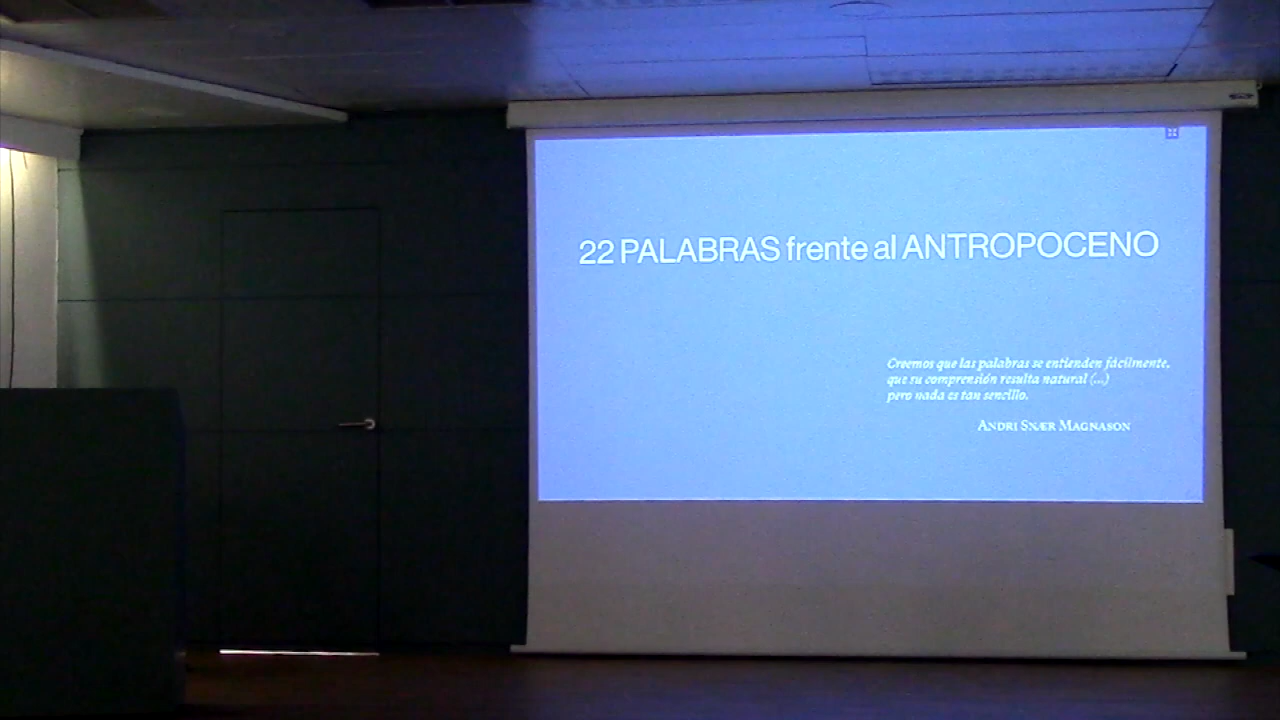 22 PALABRAS frente al ANTROPOCENO
Creemos que las palabras se entienden fácilmente,
que su comprensión resulta natural (...)
pero nada es tan sencillo.
ANDRI SNÆR MAGNASON